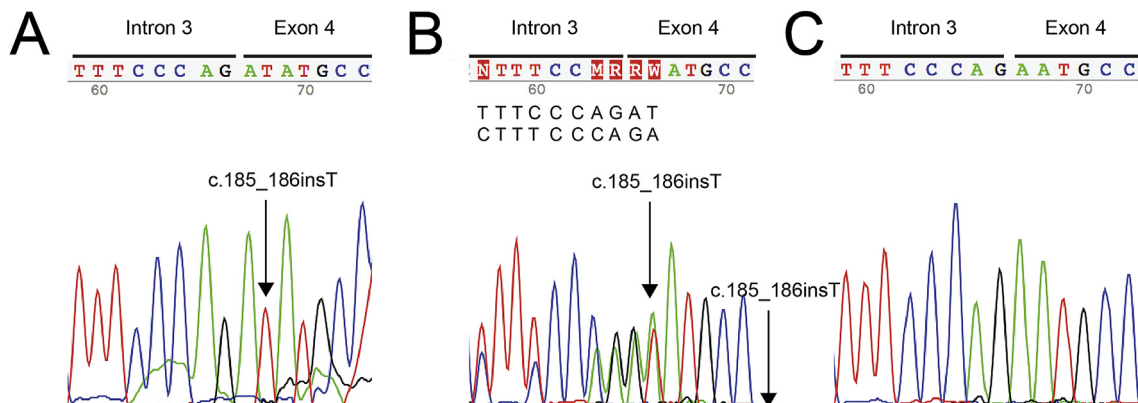 A B C
Intron 3 Exon 4 Intron 3 Exon 4 Intron 3 Exon 4
T T T C C C A G A T A T G C C N T T T C C M R R W A T G C C T T T C C C A G A A T G C C
60 70 60 70 60 70
T T T C C C A G A T
C T T T C C C A G A
c.185_186insT c.185_186insT
c.185_186insT